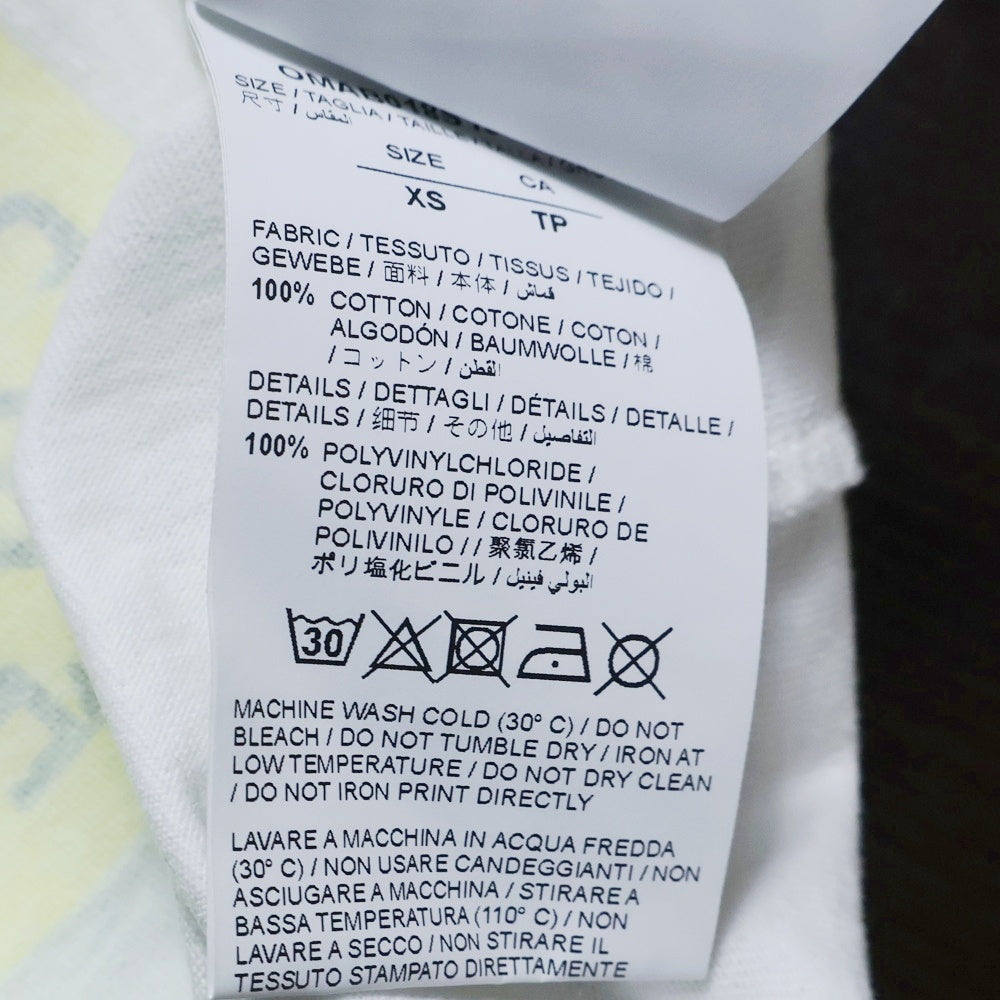 SIZE / TAGLIA / TAILLE
尺寸 / المقاس
SIZE CA
XS TP
FABRIC / TESSUTO / TISSUS / TEJIDO /
GEWEBE / 面料 / 本体 / قماش
100% COTTON / COTONE / COTON /
ALGODÓN / BAUMWOLLE / 棉
/ コットン / القطن
DETAILS / DETTAGLI / DÉTAILS / DETALLE /
DETAILS / 细节 / その他 / التفاصيل
100% POLYVINYLCHLORIDE /
CLORURO DI POLIVINILE /
POLYVINYLE / CLORURO DE
POLIVINILO / / 聚氯乙烯 /
ポリ塩化ビニル / البولي فينيل
30
MACHINE WASH COLD (30° C) / DO NOT
BLEACH / DO NOT TUMBLE DRY / IRON AT
LOW TEMPERATURE / DO NOT DRY CLEAN
/ DO NOT IRON PRINT DIRECTLY
LAVARE A MACCHINA IN ACQUA FREDDA
(30° C) / NON USARE CANDEGGIANTI / NON
ASCIUGARE A MACCHINA / STIRARE A
BASSA TEMPERATURA (110° C) / NON
LAVARE A SECCO / NON STIRARE IL
TESSUTO STAMPATO DIRETTAMENTE